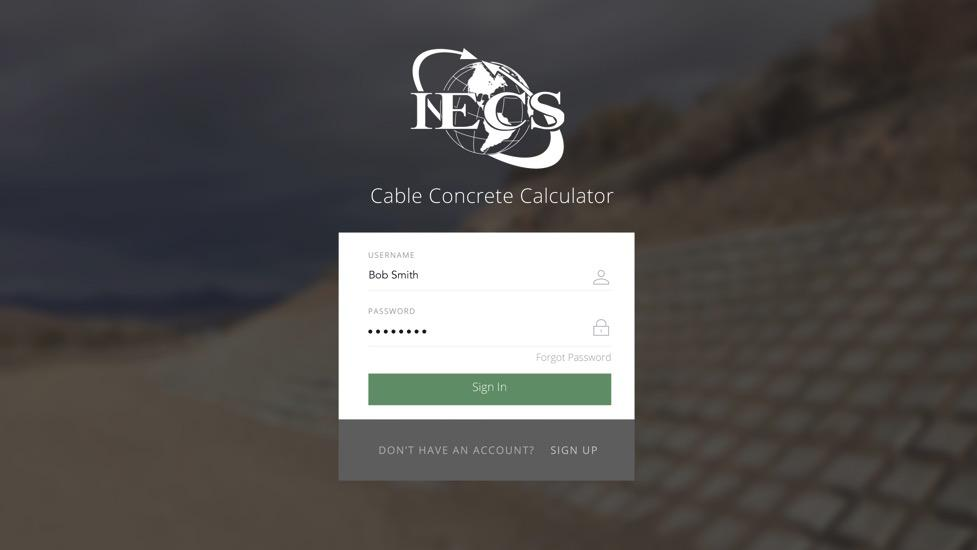 IECS
Cable Concrete Calculator
USERNAME
Bob Smith
PASSWORD
••••••••
Forgot Password
Sign In
DON'T HAVE AN ACCOUNT? SIGN UP